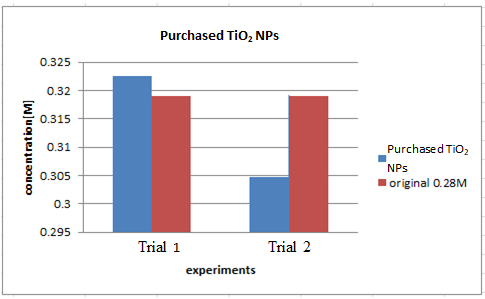 Purchased TiO₂ NPs
0.325
0.32
0.315
0.31
0.305
0.3
0.295
concentration[M]
Trial 1
Trial 2
experiments
Purchased TiO₂
NPs
original 0.28M